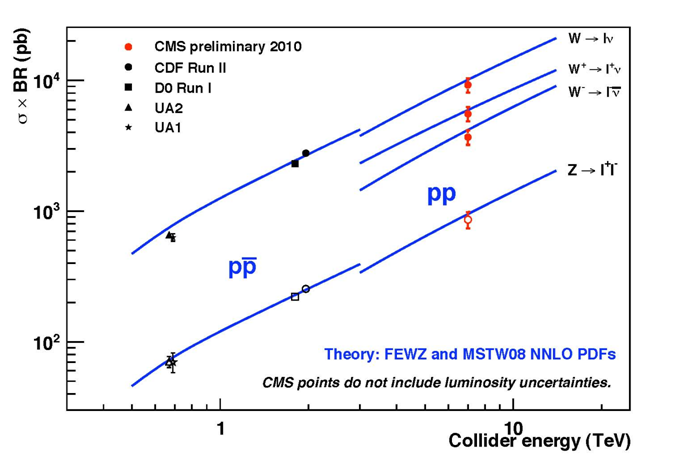 σ × BR (pb)
10⁴
10³
10²
CMS preliminary 2010
CDF Run II
D0 Run I
UA2
UA1
W → lν
W⁺ → l⁺ν
W⁻ → l⁻ν̅
Z → l⁺l⁻
pp
pp̅
Theory: FEWZ and MSTW08 NNLO PDFs
CMS points do not include luminosity uncertainties.
1
10
Collider energy (TeV)